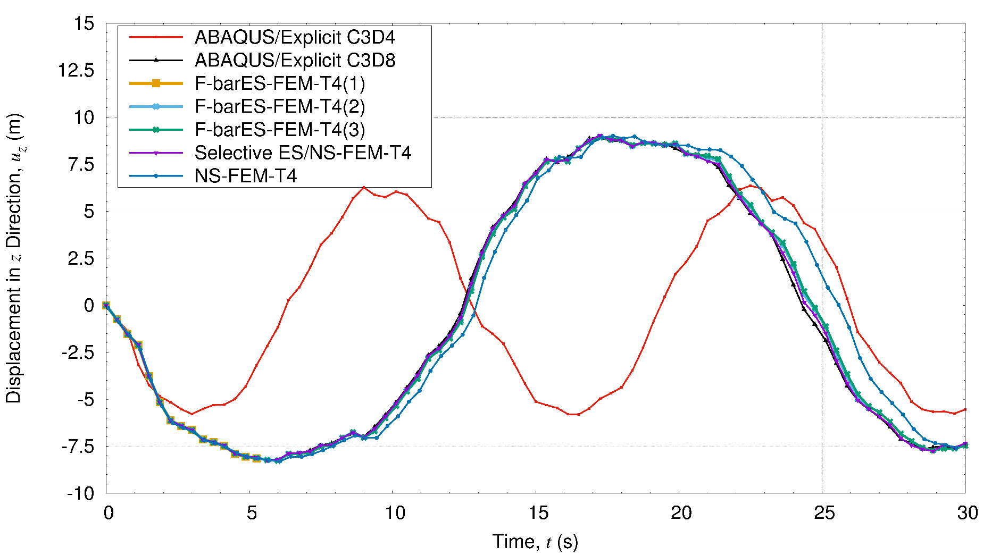 15
12.5
10
7.5
5
2.5
0
-2.5
-5
-7.5
-10
Displacement in z Direction, uz (m)
ABAQUS/Explicit C3D4
ABAQUS/Explicit C3D8
F-barES-FEM-T4(1)
F-barES-FEM-T4(2)
F-barES-FEM-T4(3)
Selective ES/NS-FEM-T4
NS-FEM-T4
0 5 10 15 20 25 30
Time, t (s)